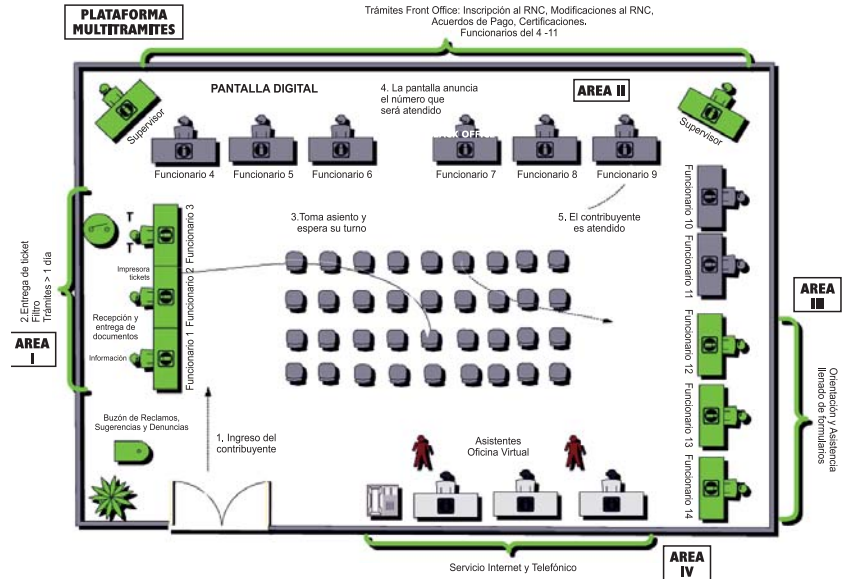 PLATAFORMA
MULTITRAMITES
Trámites Front Office: Inscripción al RNC, Modificaciones al RNC,
Acuerdos de Pago, Certificaciones.
Funcionarios del 4 -11
PANTALLA DIGITAL
4. La pantalla anuncia
el número que
será atendido
AREA II
Supervisor
Supervisor
Funcionario 4
Funcionario 5
Funcionario 6
Funcionario 7
OFFICE
Funcionario 8
Funcionario 9
Funcionario 10
Funcionario 11
Funcionario 12
Funcionario 13
Funcionario 14
3.Toma asiento y
espera su turno
5. El contribuyente
es atendido
2.Entrega de ticket
Filtro
Trámites > 1 día
AREA
I
T
T
Impresora
tickets
Recepción y
entrega de
documentos
Información
Funcionario 3
Funcionario 2
Funcionario 1
AREA
III
Orientación y Asistencia
llenado de formularios
Buzón de Reclamos,
Sugerencias y Denuncias
1. Ingreso del
contribuyente
Asistentes
Oficina Virtual
Servicio Internet y Telefónico
AREA
IV